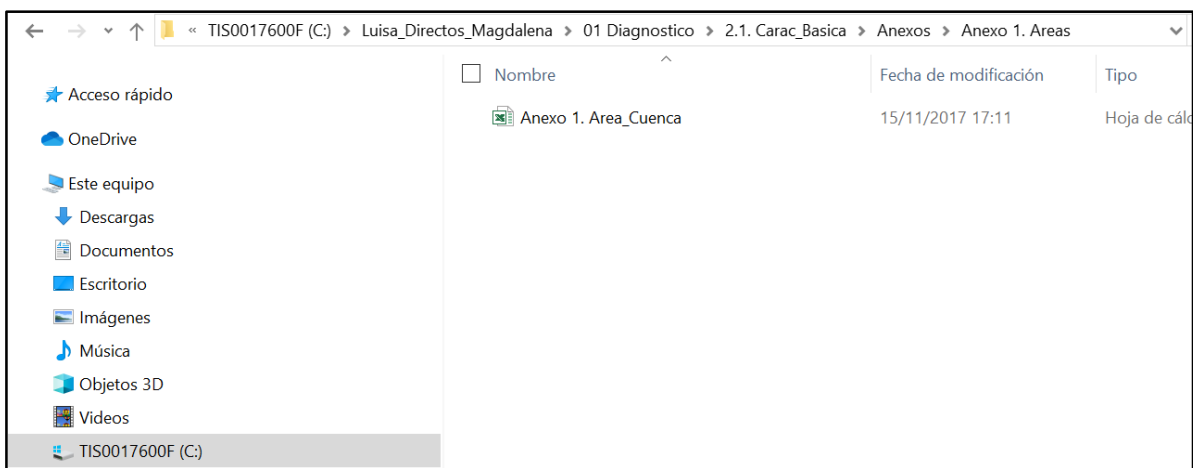 « TIS0017600F (C:) > Luisa_Directos_Magdalena > 01 Diagnostico > 2.1. Carac_Basica > Anexos > Anexo 1. Areas
Nombre Fecha de modificación Tipo
Acceso rápido
Anexo 1. Area_Cuenca 15/11/2017 17:11 Hoja de cálc
OneDrive
Este equipo
Descargas
Documentos
Escritorio
Imágenes
Música
Objetos 3D
Videos
TIS0017600F (C:)